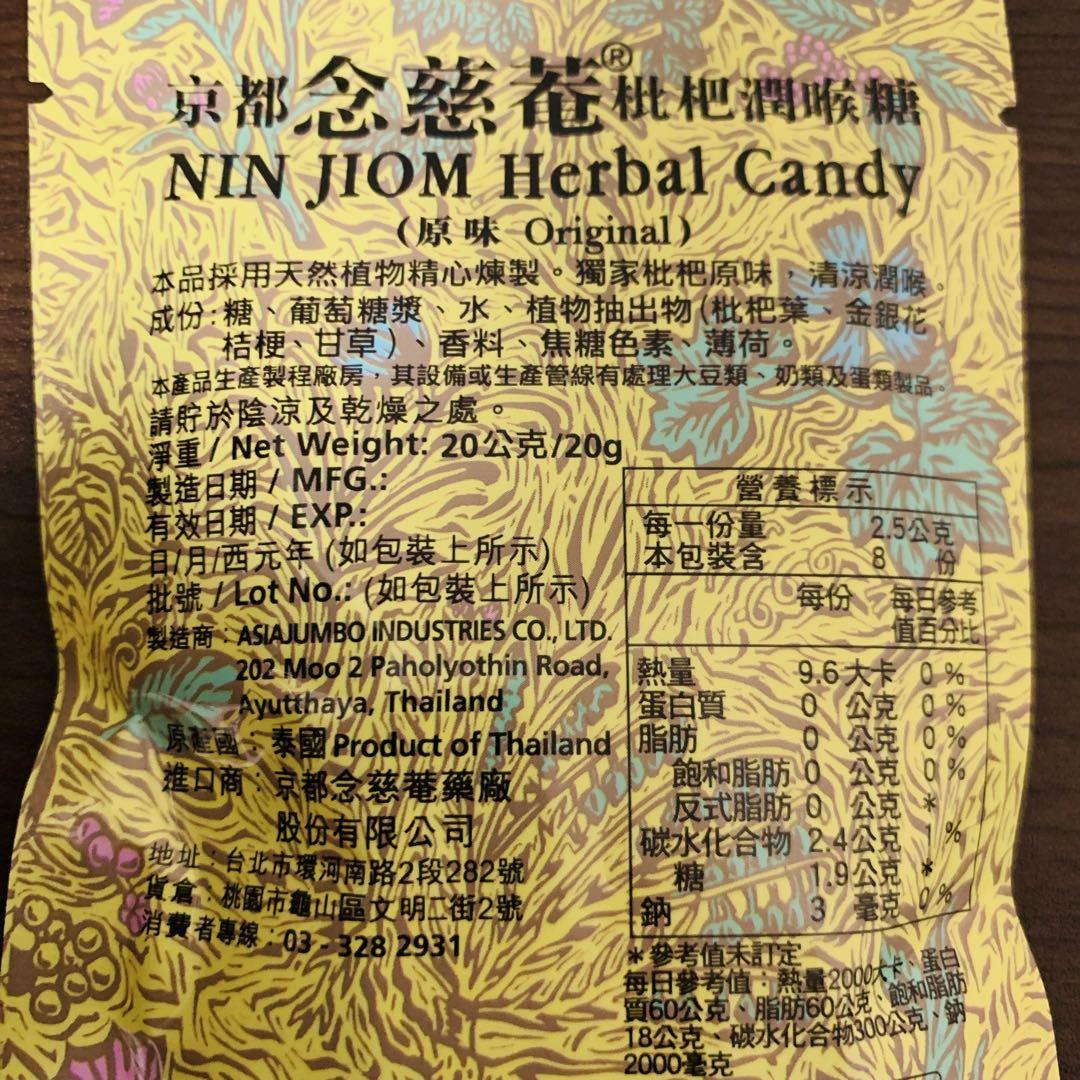 京都念慈菴®枇杷潤喉糖
NIN JIOM Herbal Candy
(原味 Original)
本品採用天然植物精心煉製。獨家枇杷原味，清涼潤喉。
成份:糖、葡萄糖漿、水、植物抽出物(枇杷葉、金銀花、
桔梗、甘草)、香料、焦糖色素、薄荷。
本產品生產製程廠房，其設備或生產管線有處理大豆類、奶類及蛋類製品。
請貯於陰涼及乾燥之處。
淨重 / Net Weight: 20公克/20g
製造日期 / MFG.:
有效日期 / EXP.:
日/月/西元年 (如包裝上所示)
批號 / Lot No.: (如包裝上所示)
製造商：ASIAJUMBO INDUSTRIES CO., LTD.
202 Moo 2 Paholyothin Road,
Ayutthaya, Thailand
原產國：泰國 Product of Thailand
進口商：京都念慈菴藥廠
股份有限公司
地址：台北市環河南路2段282號
貨倉：桃園市龜山區文明二街2號
消費者專線：03-328 2931
營養標示
每一份量 2.5公克
本包裝含 8 份
每份 每日參考
值百分比
熱量 9.6 大卡 0 %
蛋白質 0 公克 0 %
脂肪 0 公克 0 %
飽和脂肪 0 公克 0 %
反式脂肪 0 公克 *
碳水化合物 2.4公克 1 %
糖 1.9公克 *
鈉 3 毫克 0 %
*參考值未訂定
每日參考值：熱量2000大卡、蛋白
質60公克、脂肪60公克、飽和脂肪
18公克、碳水化合物300公克、鈉
2000毫克